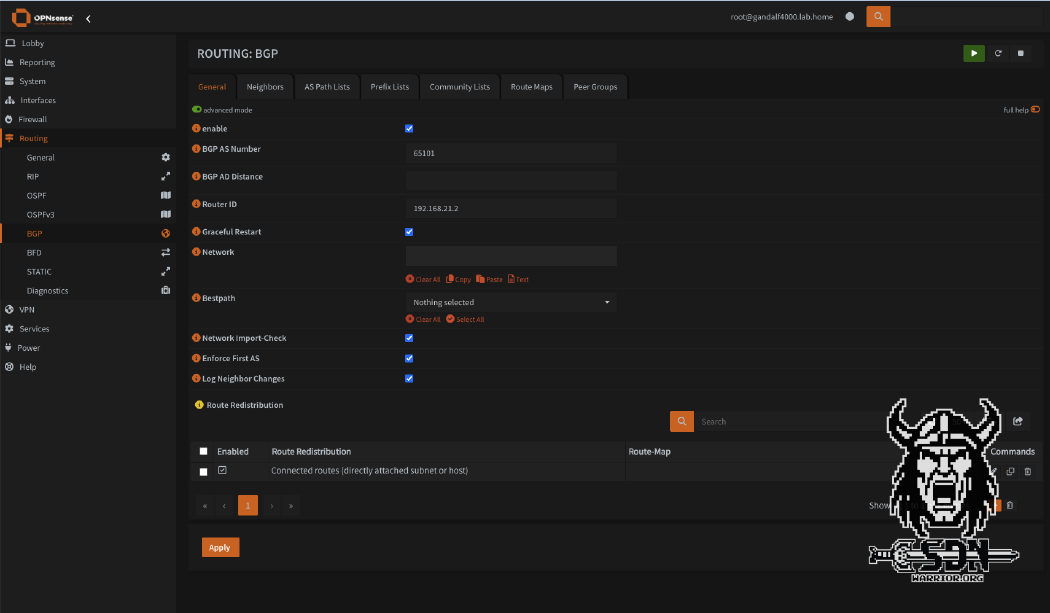 OPNsense
root@gandalf4000.lab.home
Lobby
Reporting
System
Interfaces
Firewall
Routing
General
RIP
OSPF
OSPFv3
BGP
BFD
STATIC
Diagnostics
VPN
Services
Power
Help
ROUTING: BGP
General Neighbors AS Path Lists Prefix Lists Community Lists Route Maps Peer Groups
advanced mode Full help
enable
BGP AS Number 65101
BGP AD Distance
Router ID 192.168.21.2
Graceful Restart
Network
Clear All Copy Paste Text
Bestpath Nothing selected
Clear All Select All
Network Import-Check
Enforce First AS
Log Neighbor Changes
Route Redistribution
Search
Enabled Route Redistribution Route-Map Commands
Connected routes (directly attached subnet or host)
« ‹ 1 › »
Apply
SDN
WARRIOR.ORG